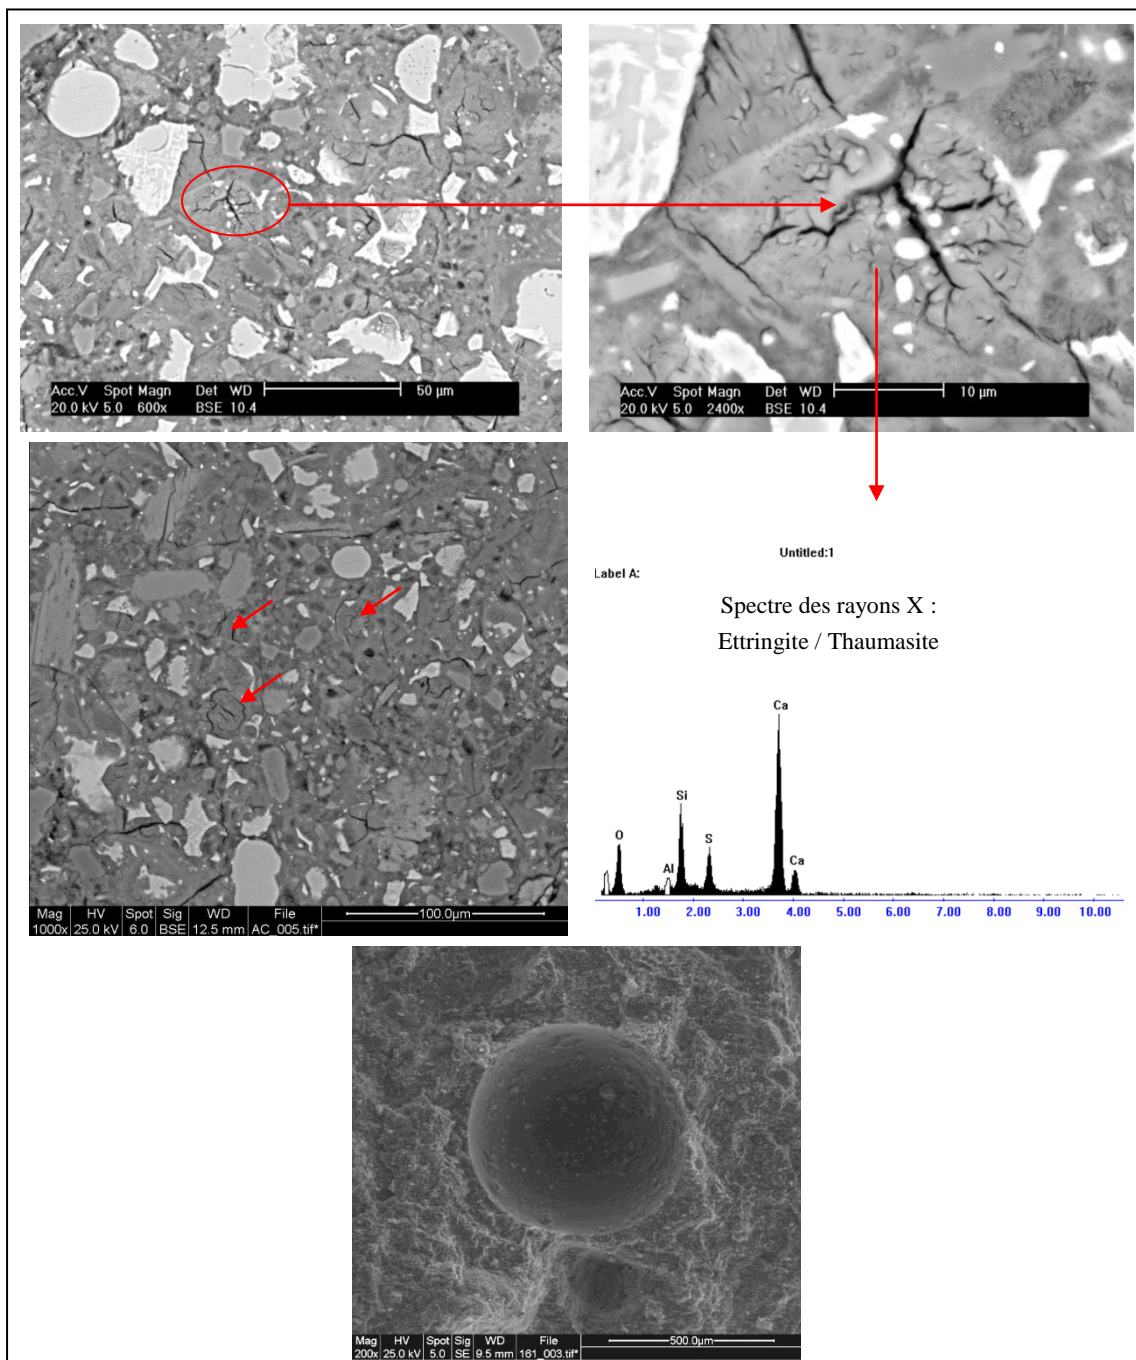 Acc.V Spot Magn Det WD 50 µm
20.0 kV 5.0 600x BSE 10.4
Acc.V Spot Magn Det WD 10 µm
20.0 kV 5.0 2400x BSE 10.4
Untitled:1
Label A:
Spectre des rayons X :
Ettringite / Thaumasite
Ca
Si
O
S
Al
Ca
1.00 2.00 3.00 4.00 5.00 6.00 7.00 8.00 9.00 10.00
Mag HV Spot Sig WD File 100.0µm
1000x 25.0 kV 6.0 BSE 12.5 mm AC_005.tif*
Mag HV Spot Sig WD File 500.0µm
200x 25.0 kV 5.0 SE 9.5 mm 161_003.tif*